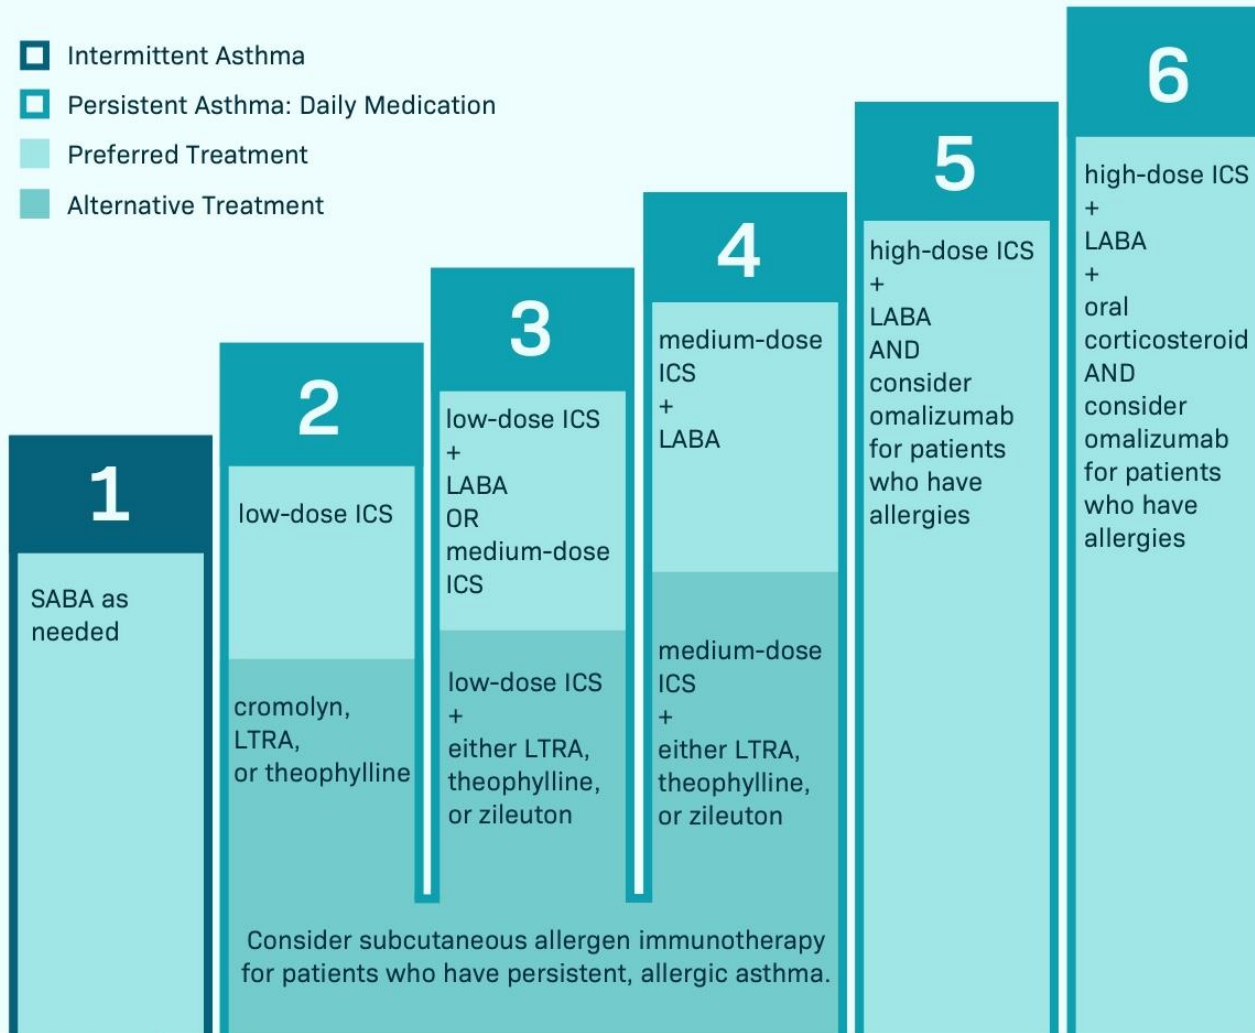 Intermittent Asthma
Persistent Asthma: Daily Medication
Preferred Treatment
Alternative Treatment
1
SABA as
needed
2
low-dose ICS
cromolyn,
LTRA,
or theophylline
3
low-dose ICS
+
LABA
OR
medium-dose
ICS
low-dose ICS
+
either LTRA,
theophylline,
or zileuton
4
medium-dose
ICS
+
LABA
medium-dose
ICS
+
either LTRA,
theophylline,
or zileuton
Consider subcutaneous allergen immunotherapy
for patients who have persistent, allergic asthma.
5
high-dose ICS
+
LABA
AND
consider
omalizumab
for patients
who have
allergies
6
high-dose ICS
+
LABA
+
oral
corticosteroid
AND
consider
omalizumab
for patients
who have
allergies